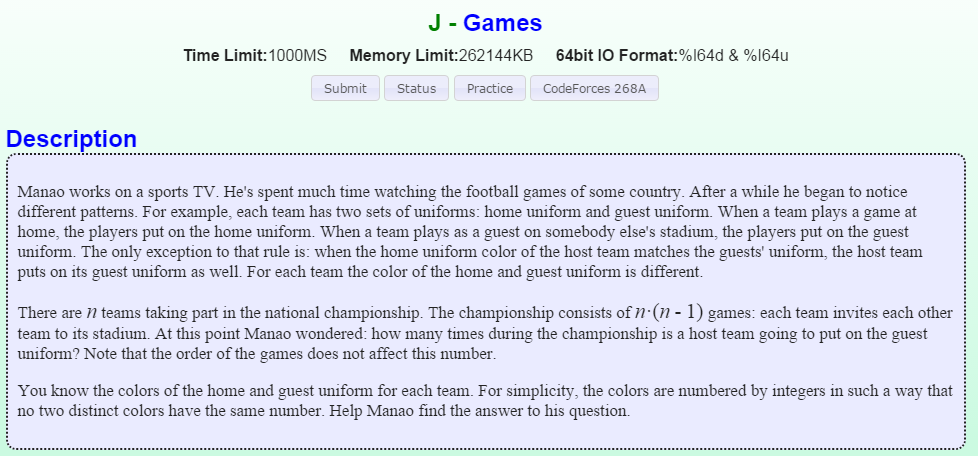 J - Games
Time Limit:1000MS Memory Limit:262144KB 64bit IO Format:%I64d & %I64u
Submit Status Practice CodeForces 268A
Description
Manao works on a sports TV. He's spent much time watching the football games of some country. After a while he began to notice
different patterns. For example, each team has two sets of uniforms: home uniform and guest uniform. When a team plays a game at
home, the players put on the home uniform. When a team plays as a guest on somebody else's stadium, the players put on the guest
uniform. The only exception to that rule is: when the home uniform color of the host team matches the guests' uniform, the host team
puts on its guest uniform as well. For each team the color of the home and guest uniform is different.
There are n teams taking part in the national championship. The championship consists of n·(n - 1) games: each team invites each other
team to its stadium. At this point Manao wondered: how many times during the championship is a host team going to put on the guest
uniform? Note that the order of the games does not affect this number.
You know the colors of the home and guest uniform for each team. For simplicity, the colors are numbered by integers in such a way that
no two distinct colors have the same number. Help Manao find the answer to his question.